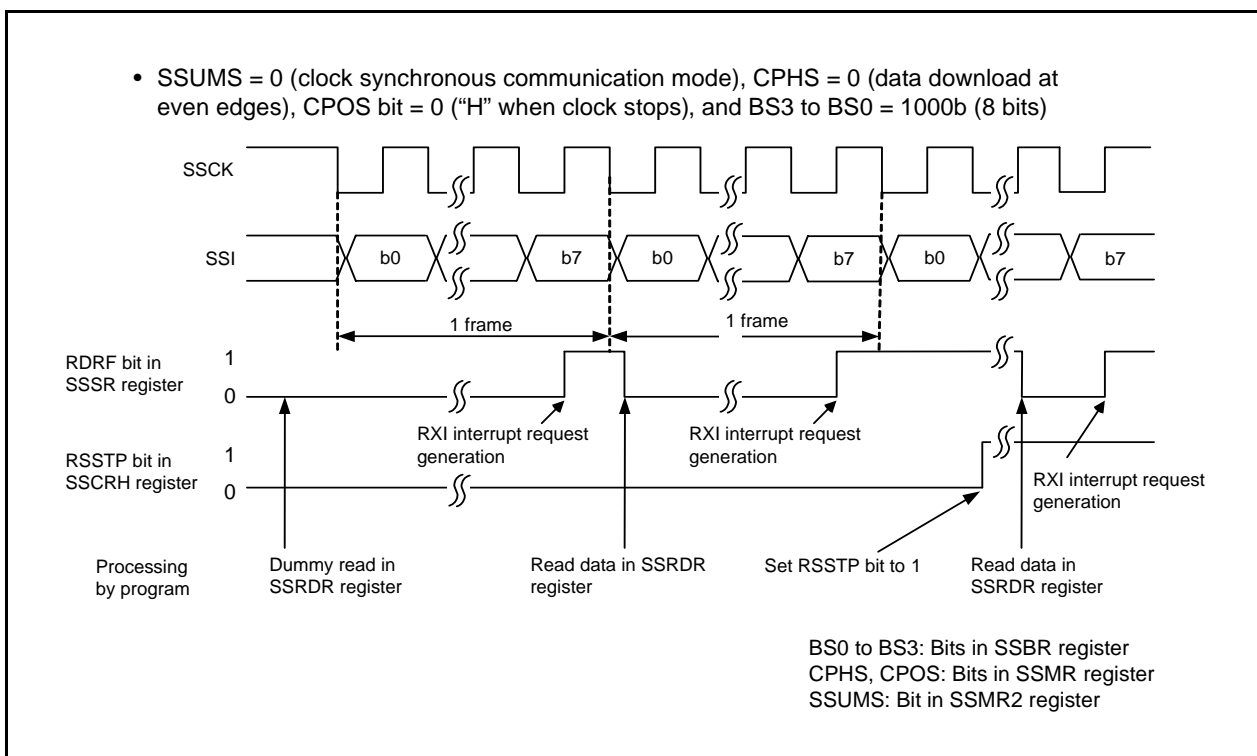 • SSUMS = 0 (clock synchronous communication mode), CPHS = 0 (data download at
even edges), CPOS bit = 0 (“H” when clock stops), and BS3 to BS0 = 1000b (8 bits)
SSCK
SSI
b0
b7
b0
b7
b0
b7
1 frame
1 frame
RDRF bit in
SSSR register
1
0
RXI interrupt request
generation
RXI interrupt request
generation
RSSTP bit in
SSCRH register
1
0
RXI interrupt request
generation
Processing
by program
Dummy read in
SSRDR register
Read data in SSRDR
register
Set RSSTP bit to 1
Read data in
SSRDR register
BS0 to BS3: Bits in SSBR register
CPHS, CPOS: Bits in SSMR register
SSUMS: Bit in SSMR2 register